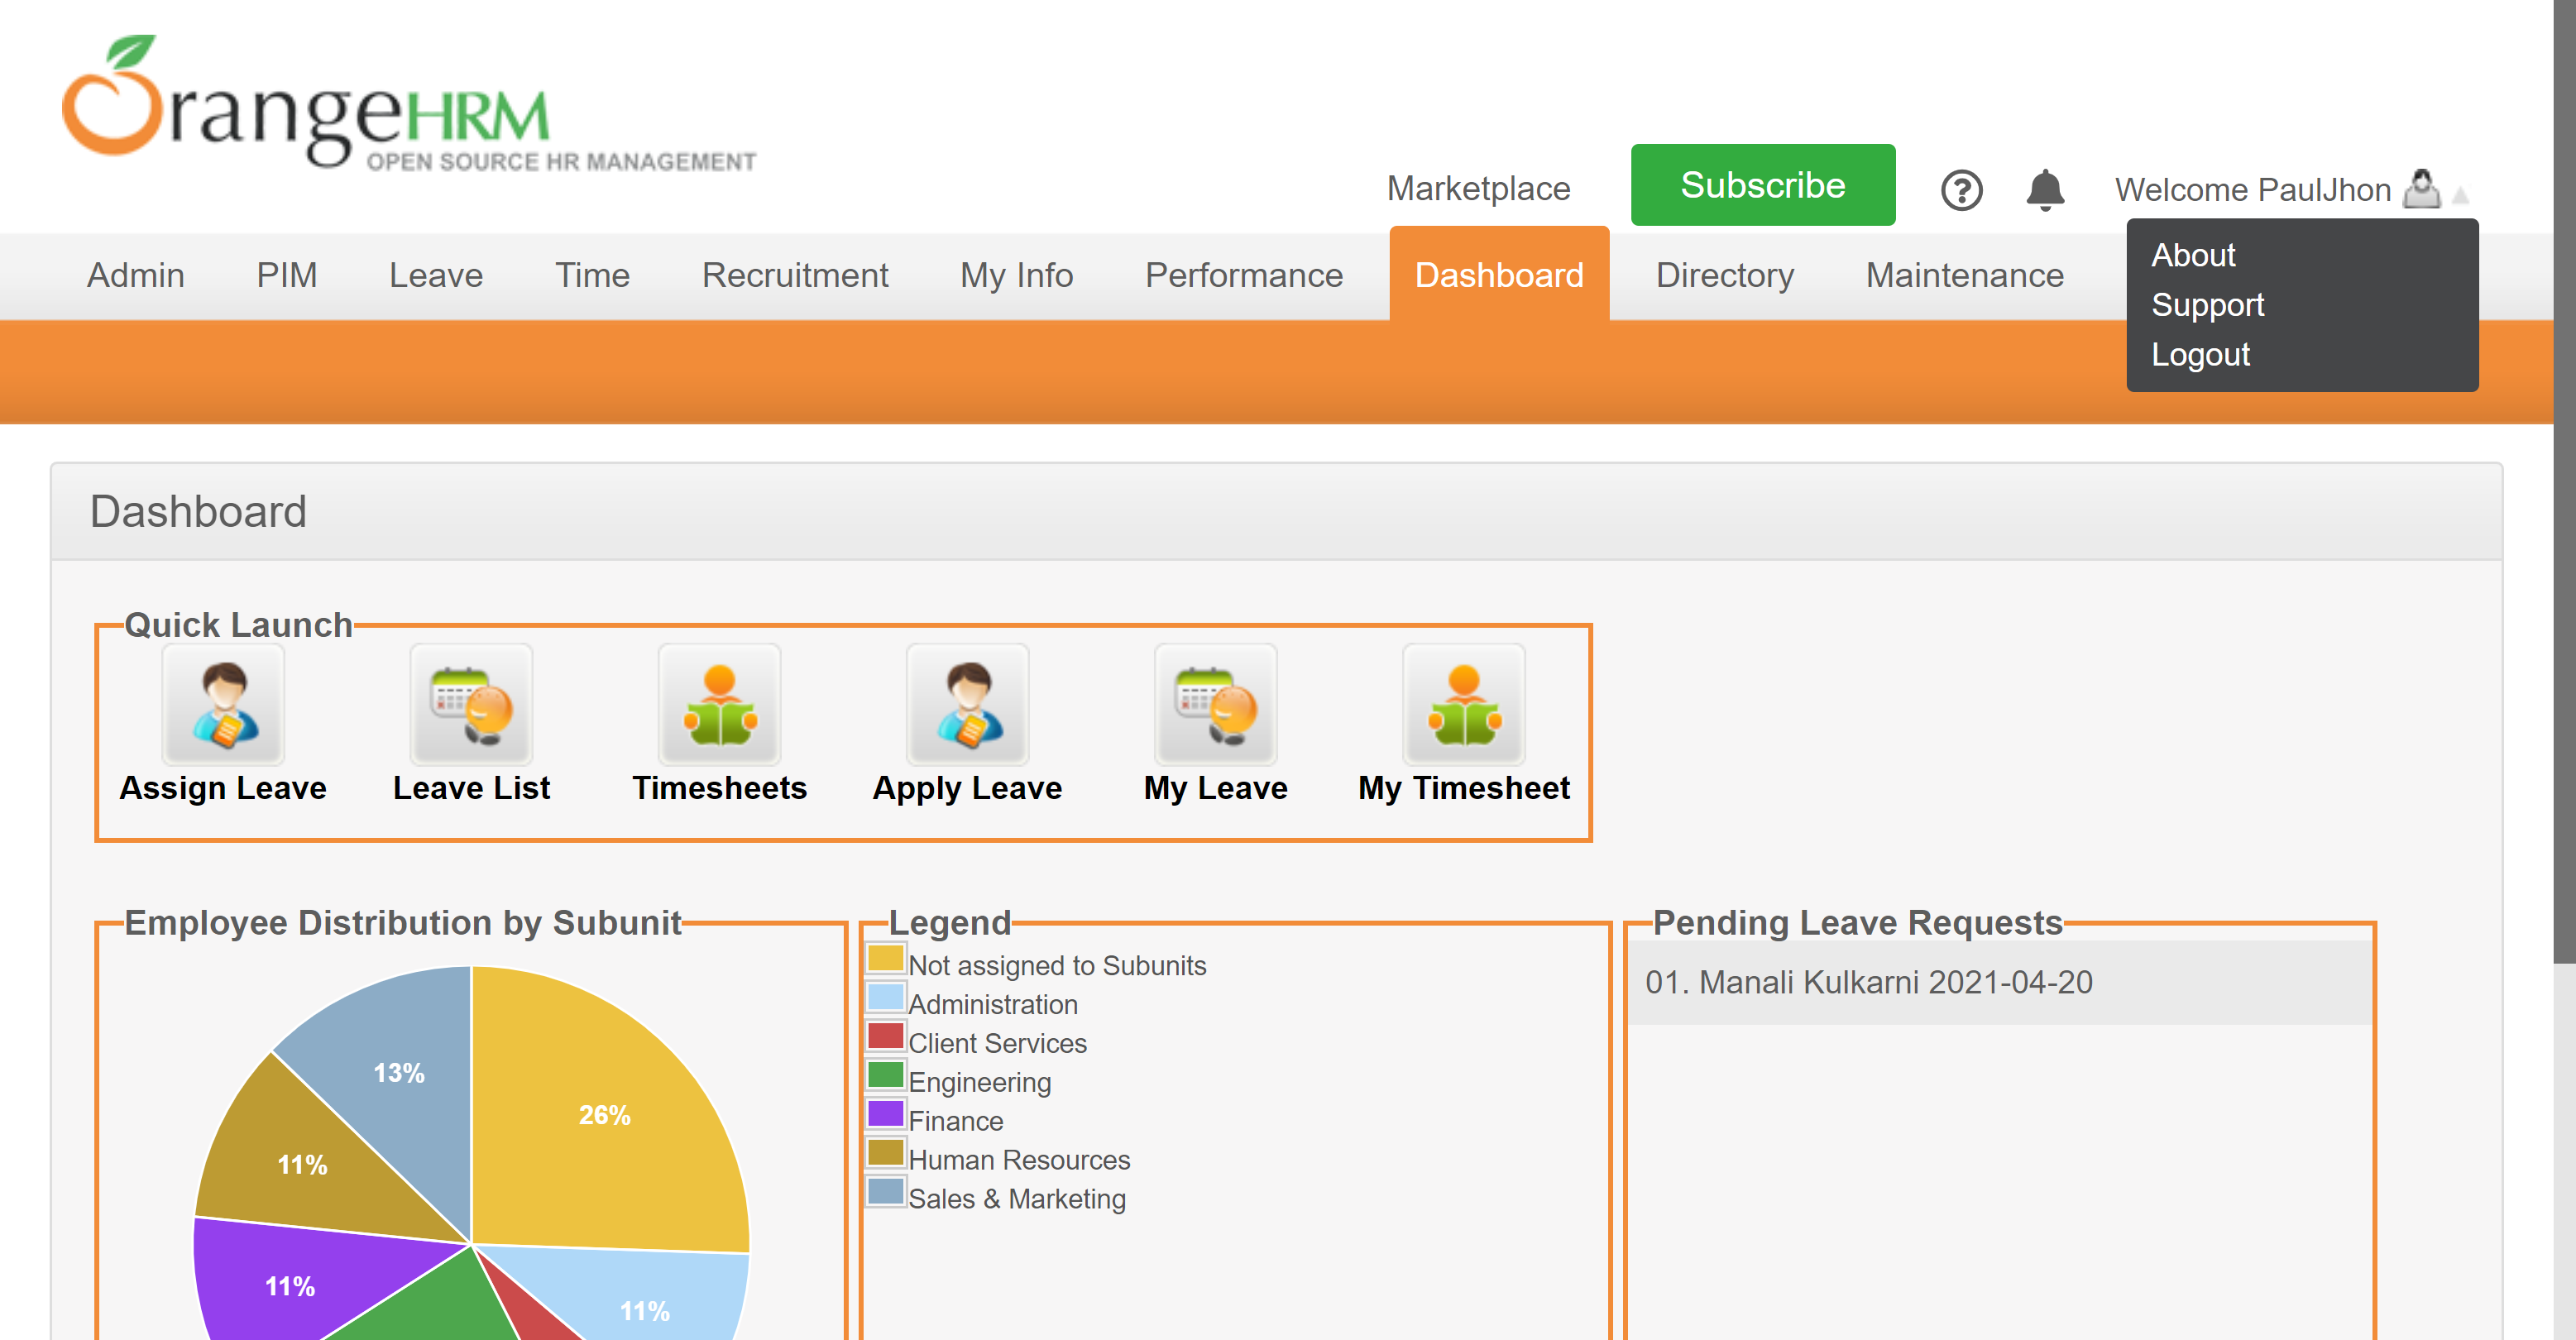 OrangeHRM
OPEN SOURCE HR MANAGEMENT
Marketplace
Subscribe
?
Welcome PaulJhon
About
Support
Logout
Admin PIM Leave Time Recruitment My Info Performance Dashboard Directory Maintenance
Dashboard
Quick Launch
Assign Leave Leave List Timesheets Apply Leave My Leave My Timesheet
Employee Distribution by Subunit
13%
26%
11%
11%
11%
Legend
Not assigned to Subunits
Administration
Client Services
Engineering
Finance
Human Resources
Sales & Marketing
Pending Leave Requests
01. Manali Kulkarni 2021-04-20